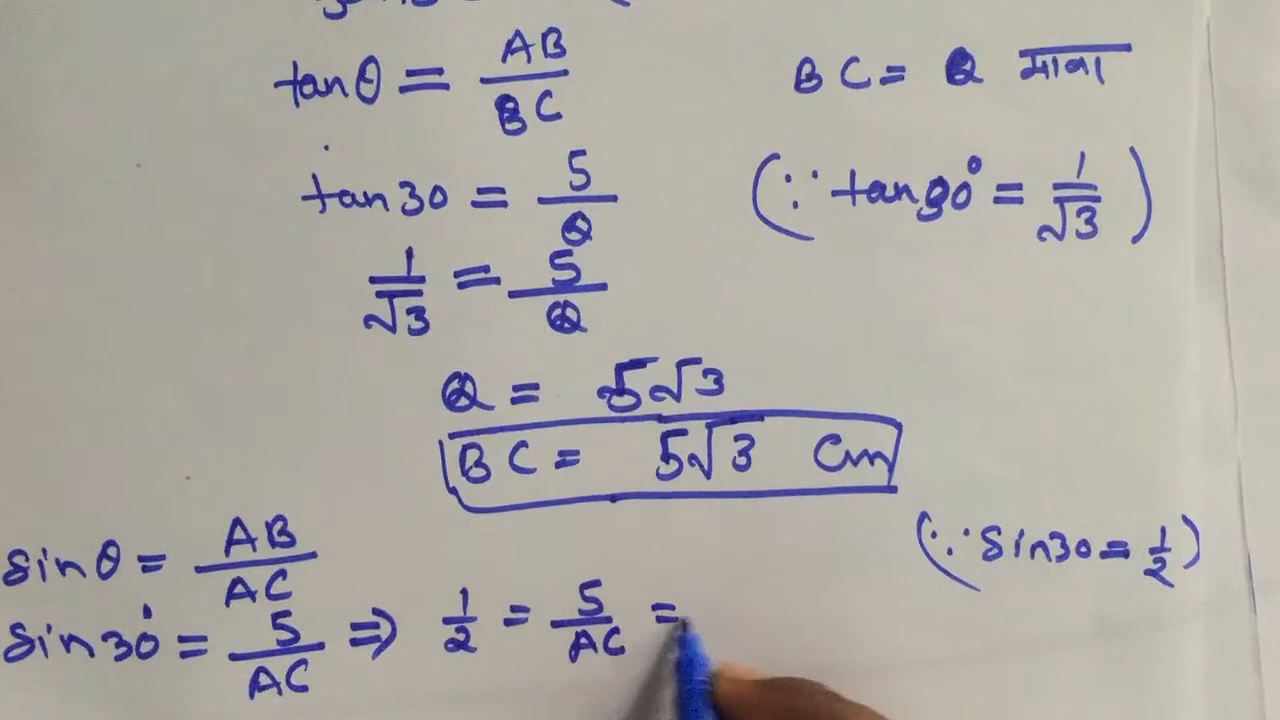 tanθ = AB/BC
BC = Q माना
tan30 = 5/Q
(∵ tan30° = 1/√3)
1/√3 = 5/Q
Q = 5√3
BC = 5√3 Cm
sinθ = AB/AC
(∵ sin30 = 1/2)
sin30° = 5/AC ⇒ 1/2 = 5/AC =